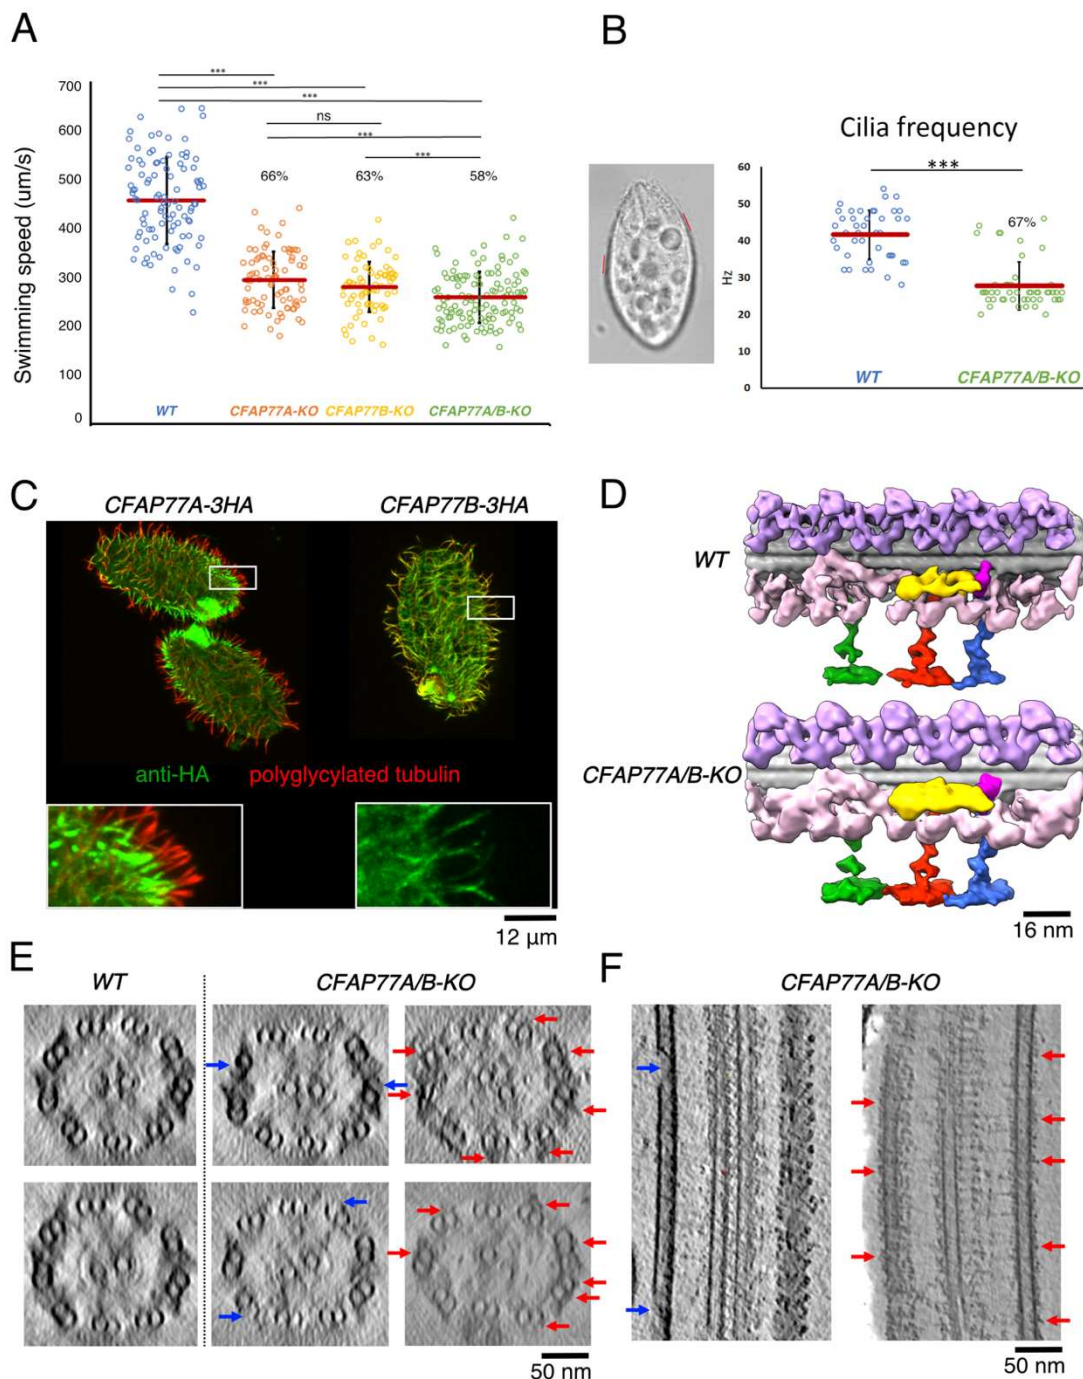 A
Swimming speed (um/s)
700
600
500
400
300
200
100
0
***
***
***
ns
***
***
66%
63%
58%
WT
CFAP77A-KO
CFAP77B-KO
CFAP77A/B-KO
B
Cilia frequency
Hz
60
50
40
30
20
10
0
***
67%
WT
CFAP77A/B-KO
C
CFAP77A-3HA
CFAP77B-3HA
anti-HA
polyglycylated tubulin
12 µm
D
WT
CFAP77A/B-KO
16 nm
E
WT
CFAP77A/B-KO
50 nm
F
CFAP77A/B-KO
50 nm